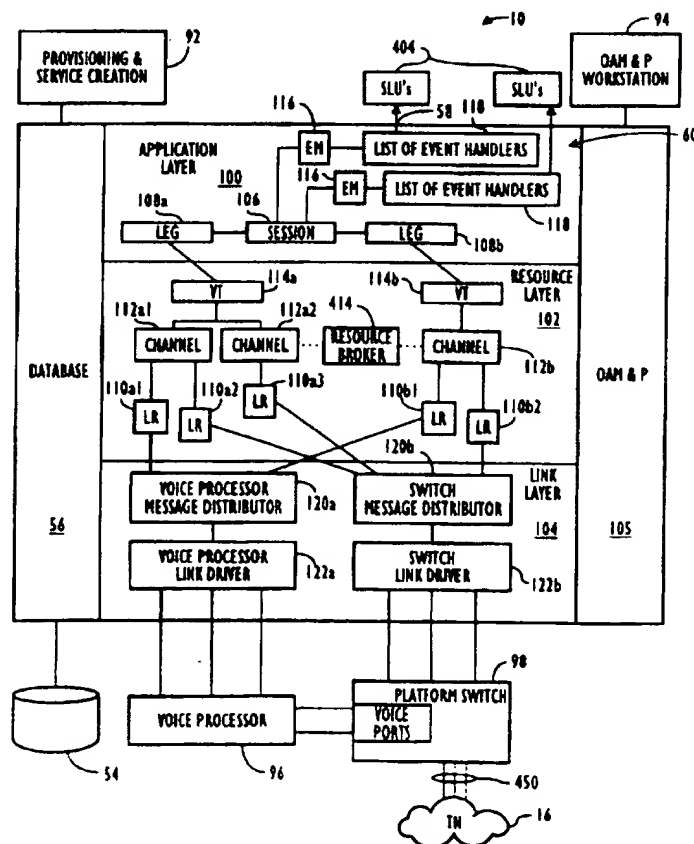 10
92
94
PROVISIONING &
SERVICE CREATION
404
OAM & P
WORKSTATION
SLU's
SLU's
116
58
118
60
APPLICATION
LAYER
EM
LIST OF EVENT HANDLERS
100
116
EM
LIST OF EVENT HANDLERS
108a
106
118
LEG
SESSION
LEG
108b
RESOURCE
LAYER
114a
114b
VT
VT
102
112a1
112a2
414
CHANNEL
CHANNEL
RESOURCE
BROKER
CHANNEL
DATABASE
OAM & P
110a1
110a2
110a3
110b1
112b
LR
LR
LR
LR
LR
110b2
120b
LINK
LAYER
VOICE PROCESSOR
MESSAGE DISTRIBUTOR
SWITCH
MESSAGE DISTRIBUTOR
56
120a
104
105
VOICE PROCESSOR
LINK DRIVER
SWITCH
LINK DRIVER
122a
122b
98
PLATFORM SWITCH
VOICE PROCESSOR
VOICE
PORTS
54
96
450
TN
16